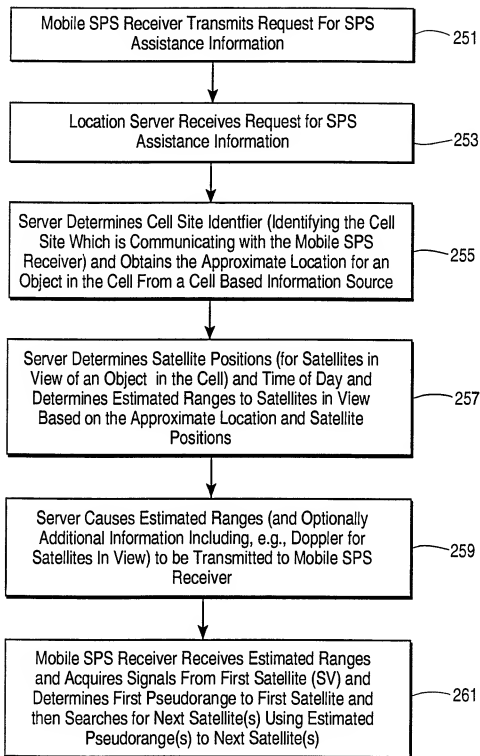 Mobile SPS Receiver Transmits Request For SPS
Assistance Information
251
Location Server Receives Request for SPS
Assistance Information
253
Server Determines Cell Site Identfier (Identifying the Cell
Site Which is Communicating with the Mobile SPS
Receiver) and Obtains the Approximate Location for an
Object in the Cell From a Cell Based Information Source
255
Server Determines Satellite Positions (for Satellites in
View of an Object in the Cell) and Time of Day and
Determines Estimated Ranges to Satellites in View
Based on the Approximate Location and Satellite
Positions
257
Server Causes Estimated Ranges (and Optionally
Additional Information Including, e.g., Doppler for
Satellites In View) to be Transmitted to Mobile SPS
Receiver
259
Mobile SPS Receiver Receives Estimated Ranges
and Acquires Signals From First Satellite (SV) and
Determines First Pseudorange to First Satellite and
then Searches for Next Satellite(s) Using Estimated
Pseudorange(s) to Next Satellite(s)
261